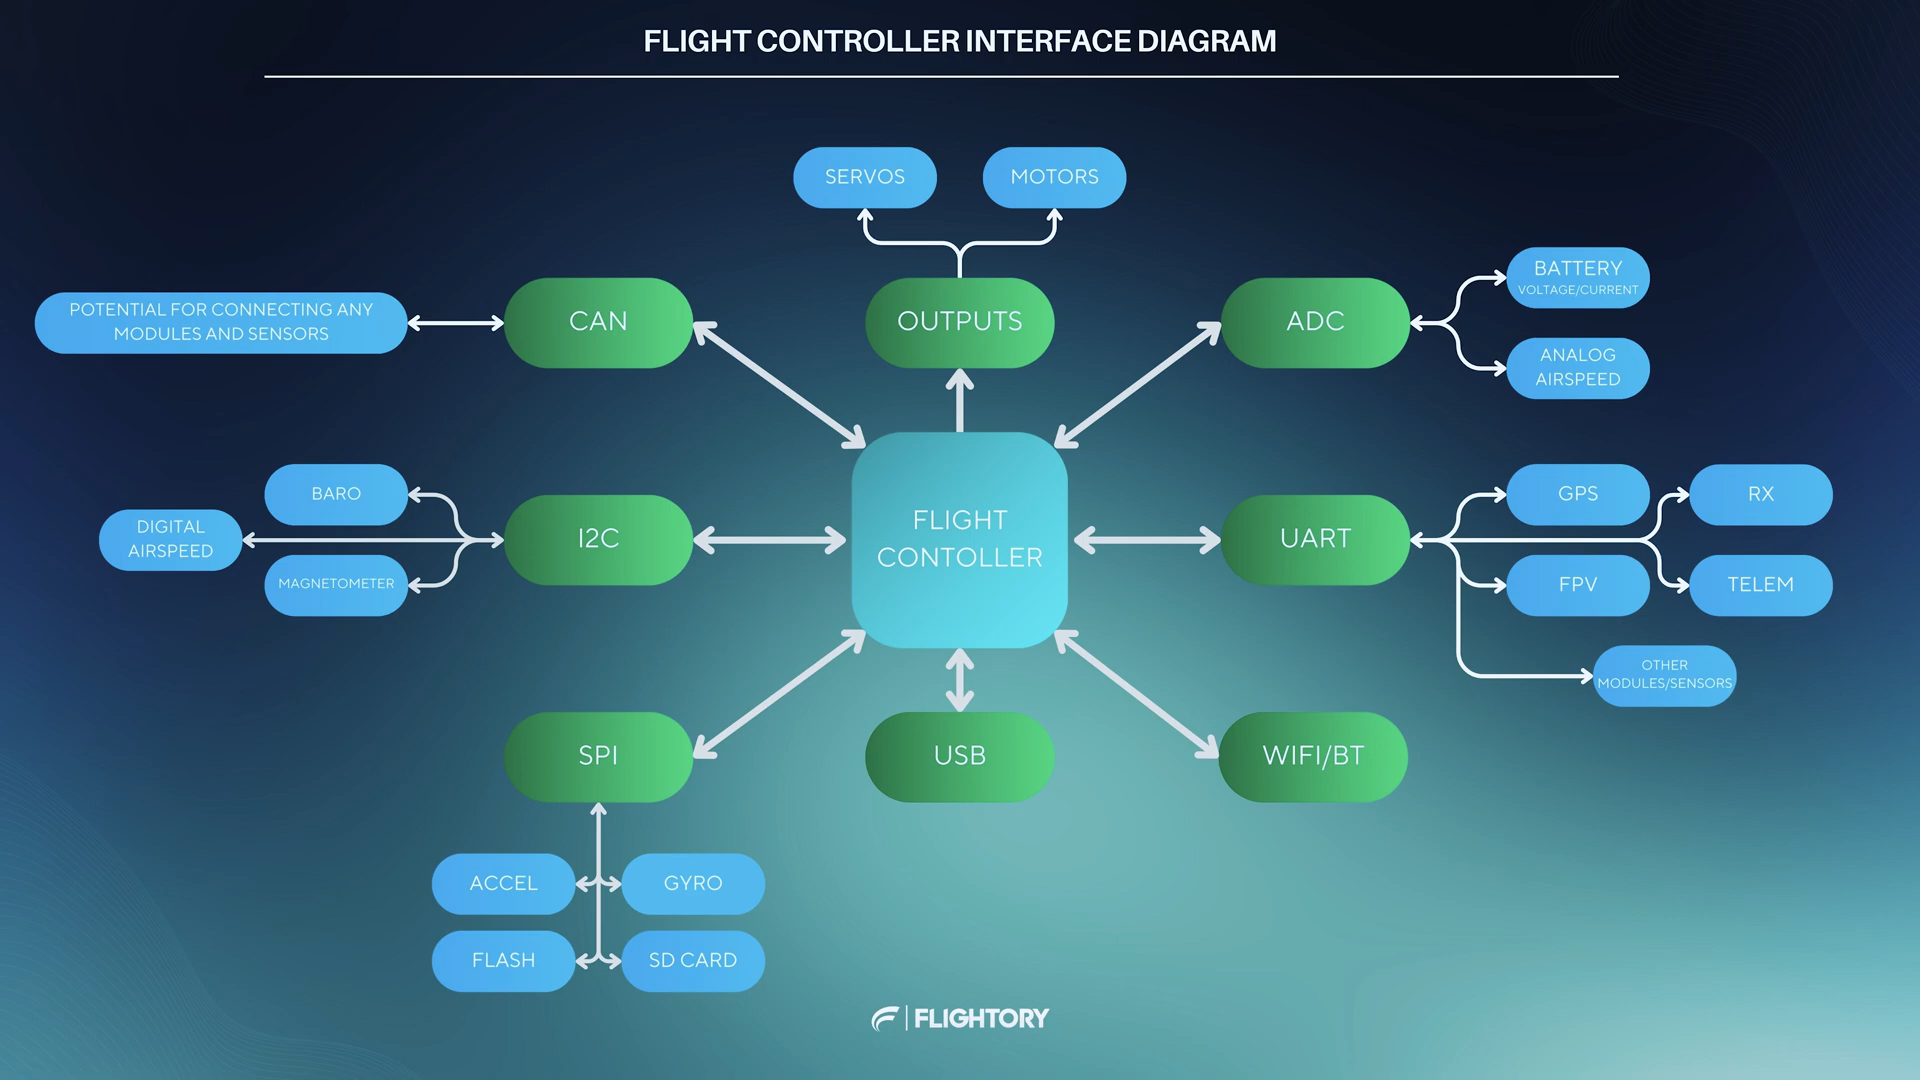 FLIGHT CONTROLLER INTERFACE DIAGRAM
SERVOS
MOTORS
POTENTIAL FOR CONNECTING ANY
MODULES AND SENSORS
CAN
OUTPUTS
ADC
BATTERY
VOLTAGE/CURRENT
ANALOG
AIRSPEED
BARO
DIGITAL
AIRSPEED
MAGNETOMETER
I2C
FLIGHT
CONTOLLER
UART
GPS
RX
FPV
TELEM
OTHER
MODULES/SENSORS
SPI
USB
WIFI/BT
ACCEL
GYRO
FLASH
SD CARD
FLIGHTORY